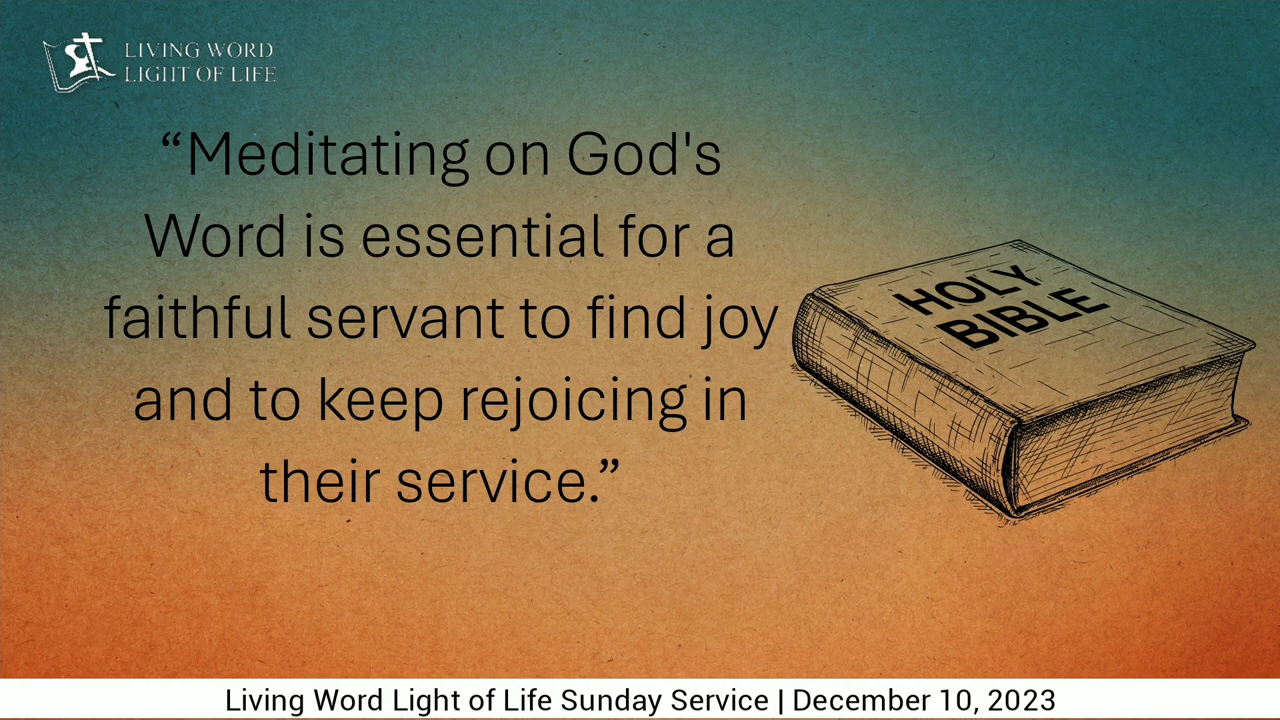 LIVING WORD
LIGHT OF LIFE
“Meditating on God's
Word is essential for a
faithful servant to find joy
and to keep rejoicing in
their service.”
HOLY
BIBLE
Living Word Light of Life Sunday Service | December 10, 2023